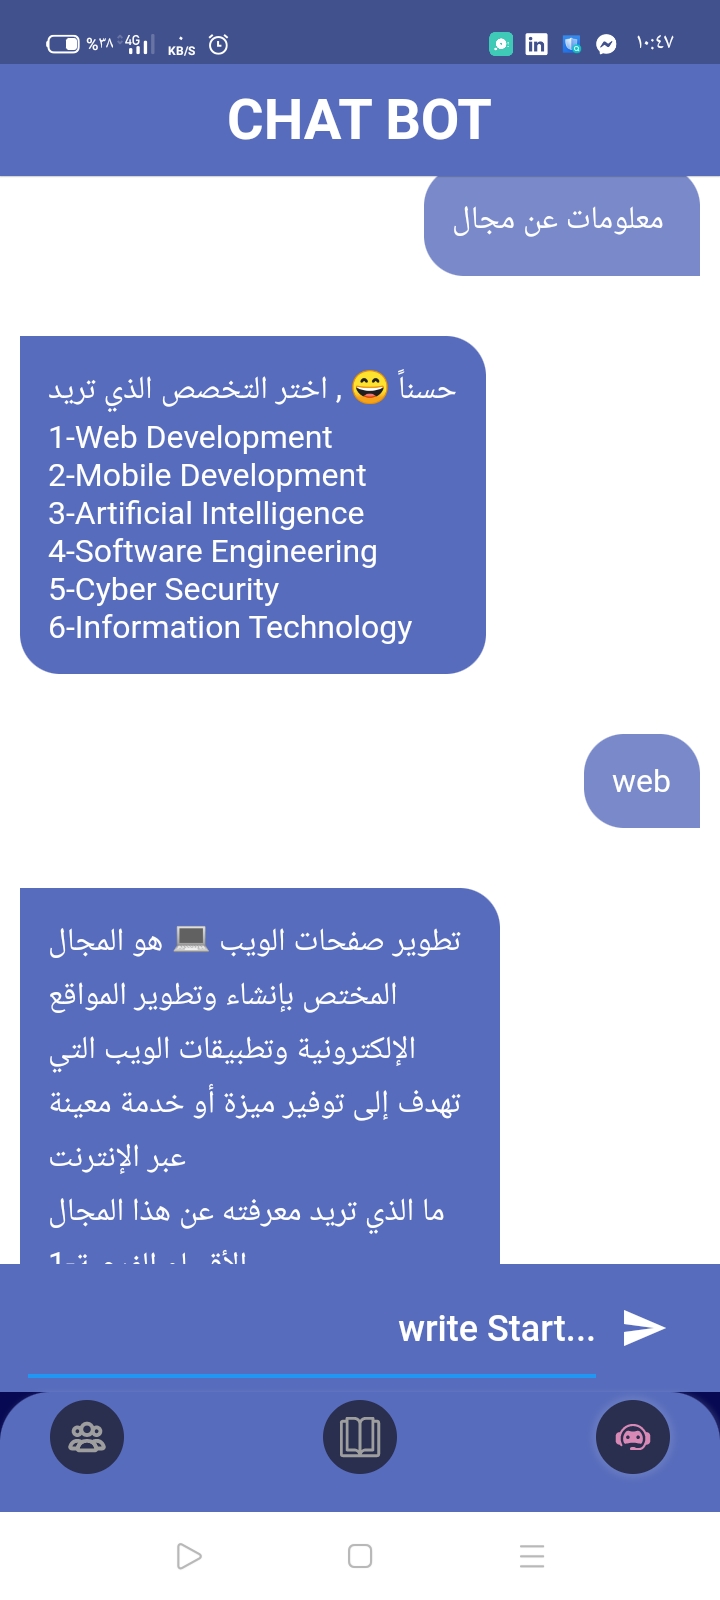 %٣٨ 4G KB/S ١٠:٤٧
CHAT BOT
معلومات عن مجال
حسناً 😄 , اختر التخصص الذي تريد
1-Web Development
2-Mobile Development
3-Artificial Intelligence
4-Software Engineering
5-Cyber Security
6-Information Technology
web
تطوير صفحات الويب 💻 هو المجال
المختص بإنشاء وتطوير المواقع
الإلكترونية وتطبيقات الويب التي
تهدف إلى توفير ميزة أو خدمة معينة
عبر الإنترنت
ما الذي تريد معرفته عن هذا المجال
write Start...